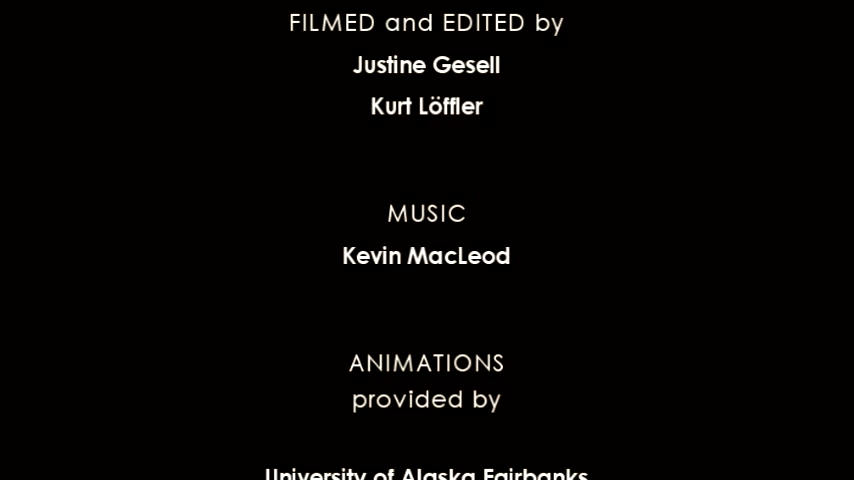 FILMED and EDITED by
Justine Gesell
Kurt Löffler
MUSIC
Kevin MacLeod
ANIMATIONS
provided by
University of Alaska Fairbanks